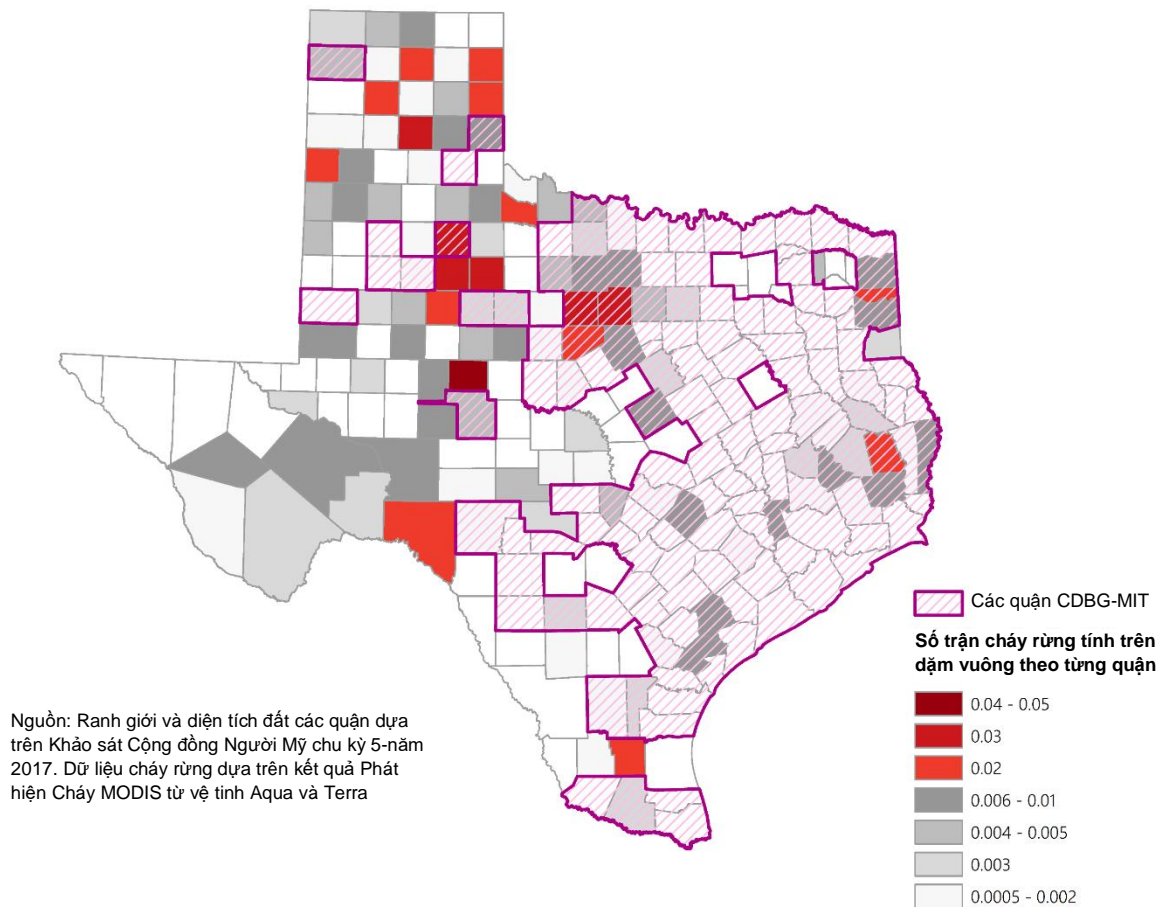 Các quận CDBG-MIT
Số trận cháy rừng tính trên
dặm vuông theo từng quận
0.04 - 0.05
0.03
0.02
0.006 - 0.01
0.004 - 0.005
0.003
0.0005 - 0.002
Nguồn: Ranh giới và diện tích đất các quận dựa
trên Khảo sát Cộng đồng Người Mỹ chu kỳ 5-năm
2017. Dữ liệu cháy rừng dựa trên kết quả Phát
hiện Cháy MODIS từ vệ tinh Aqua và Terra